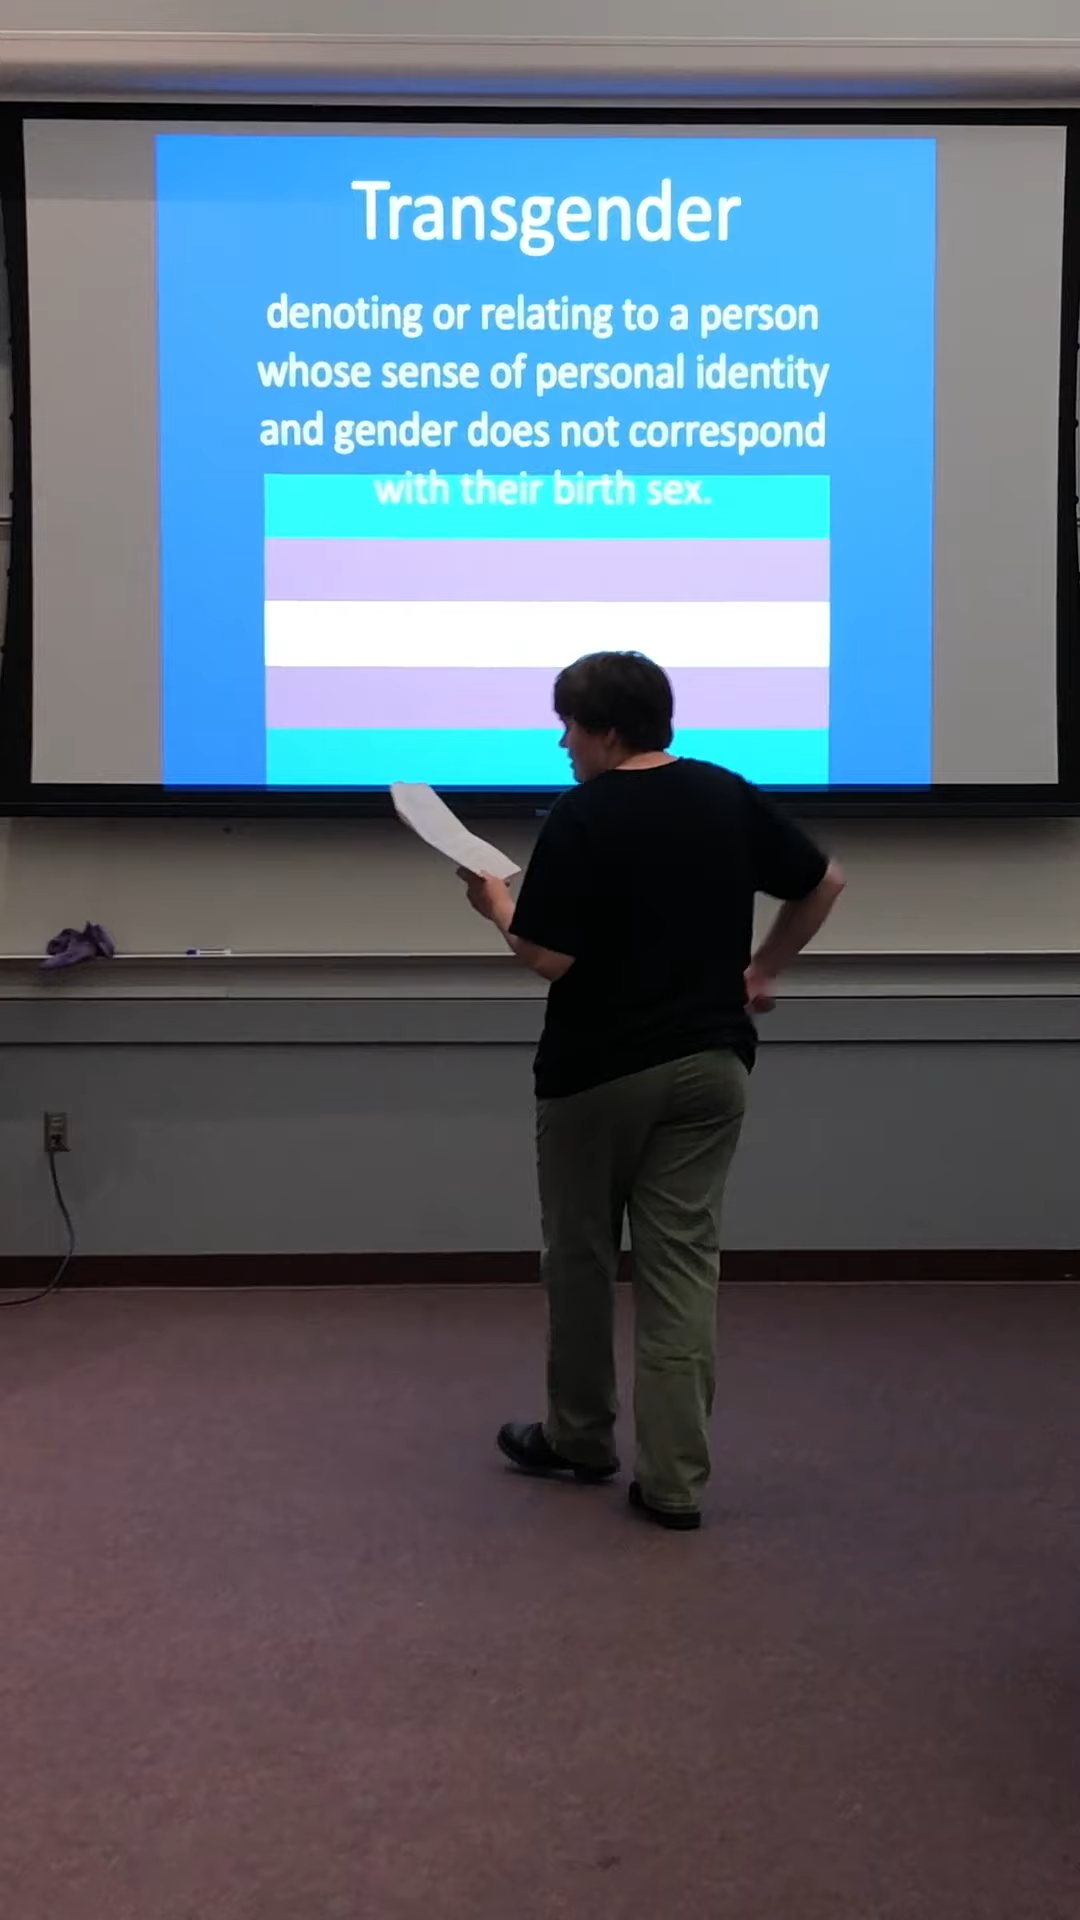 Transgender
denoting or relating to a person
whose sense of personal identity
and gender does not correspond
with their birth sex.